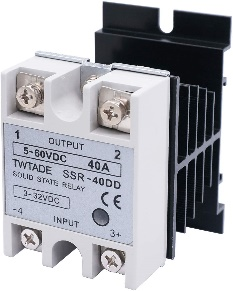 1 OUTPUT 2
5-60VDC 40A
TWTADE SSR-40DD
SOLID STATE RELAY
3-32VDC CE
-4 INPUT 3+